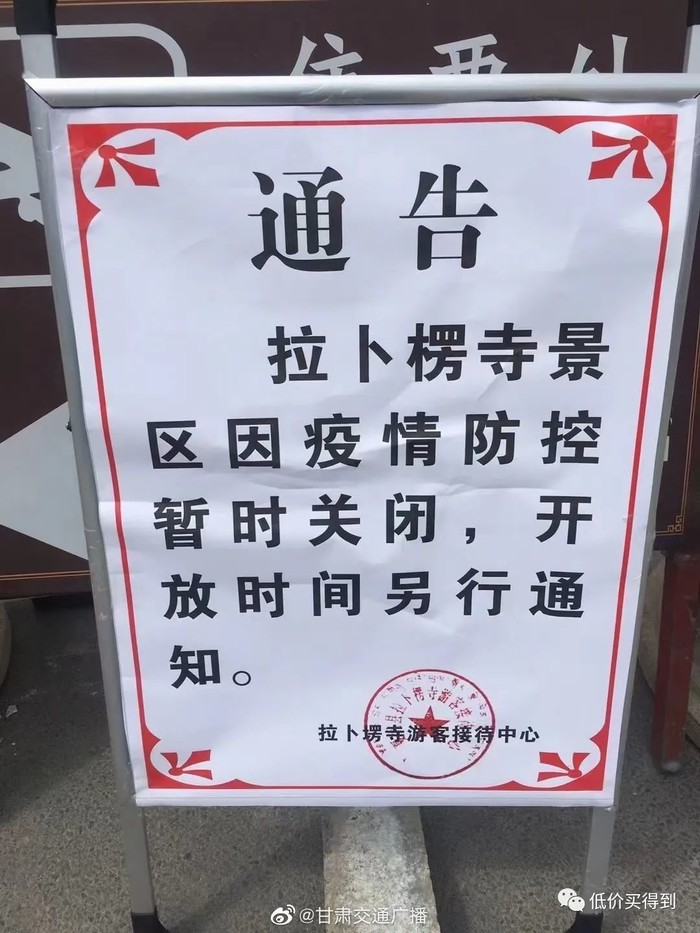 通告
拉卜楞寺景
区因疫情防控
暂时关闭，开
放时间另行通
知。
拉卜塄寺游客接待中心
@甘肃交通广播
低价买得到